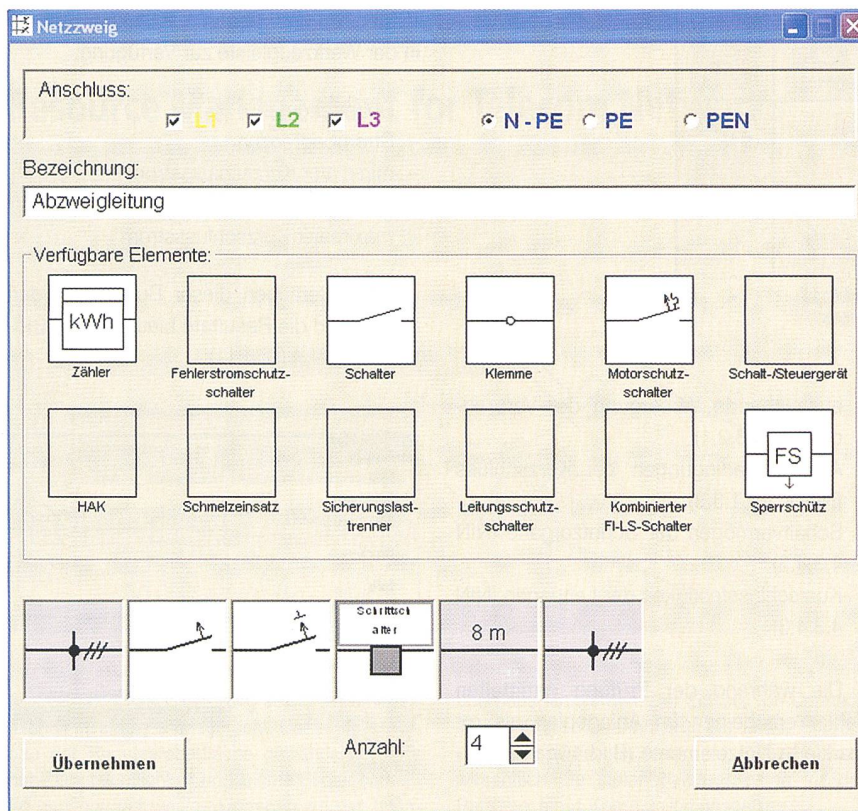 Netzzweig
Anschluss:
L1 L2 L3 N - PE PE PEN
Bezeichnung:
Abzweigleitung
Verfügbare Elemente:
kWh
Zähler
Fehlerstromschutz-
schalter
Schalter
Klemme
Motorschutz-
schalter
Schalt-/Steuergerät
FS
HAK
Schmelzeinsatz
Sicherungslast-
trenner
Leitungsschutz-
schalter
Kombinierter
FI-LS-Schalter
Sperrschütz
Schrittsch
alter
8 m
Anzahl:
4
Übernehmen
Abbrechen